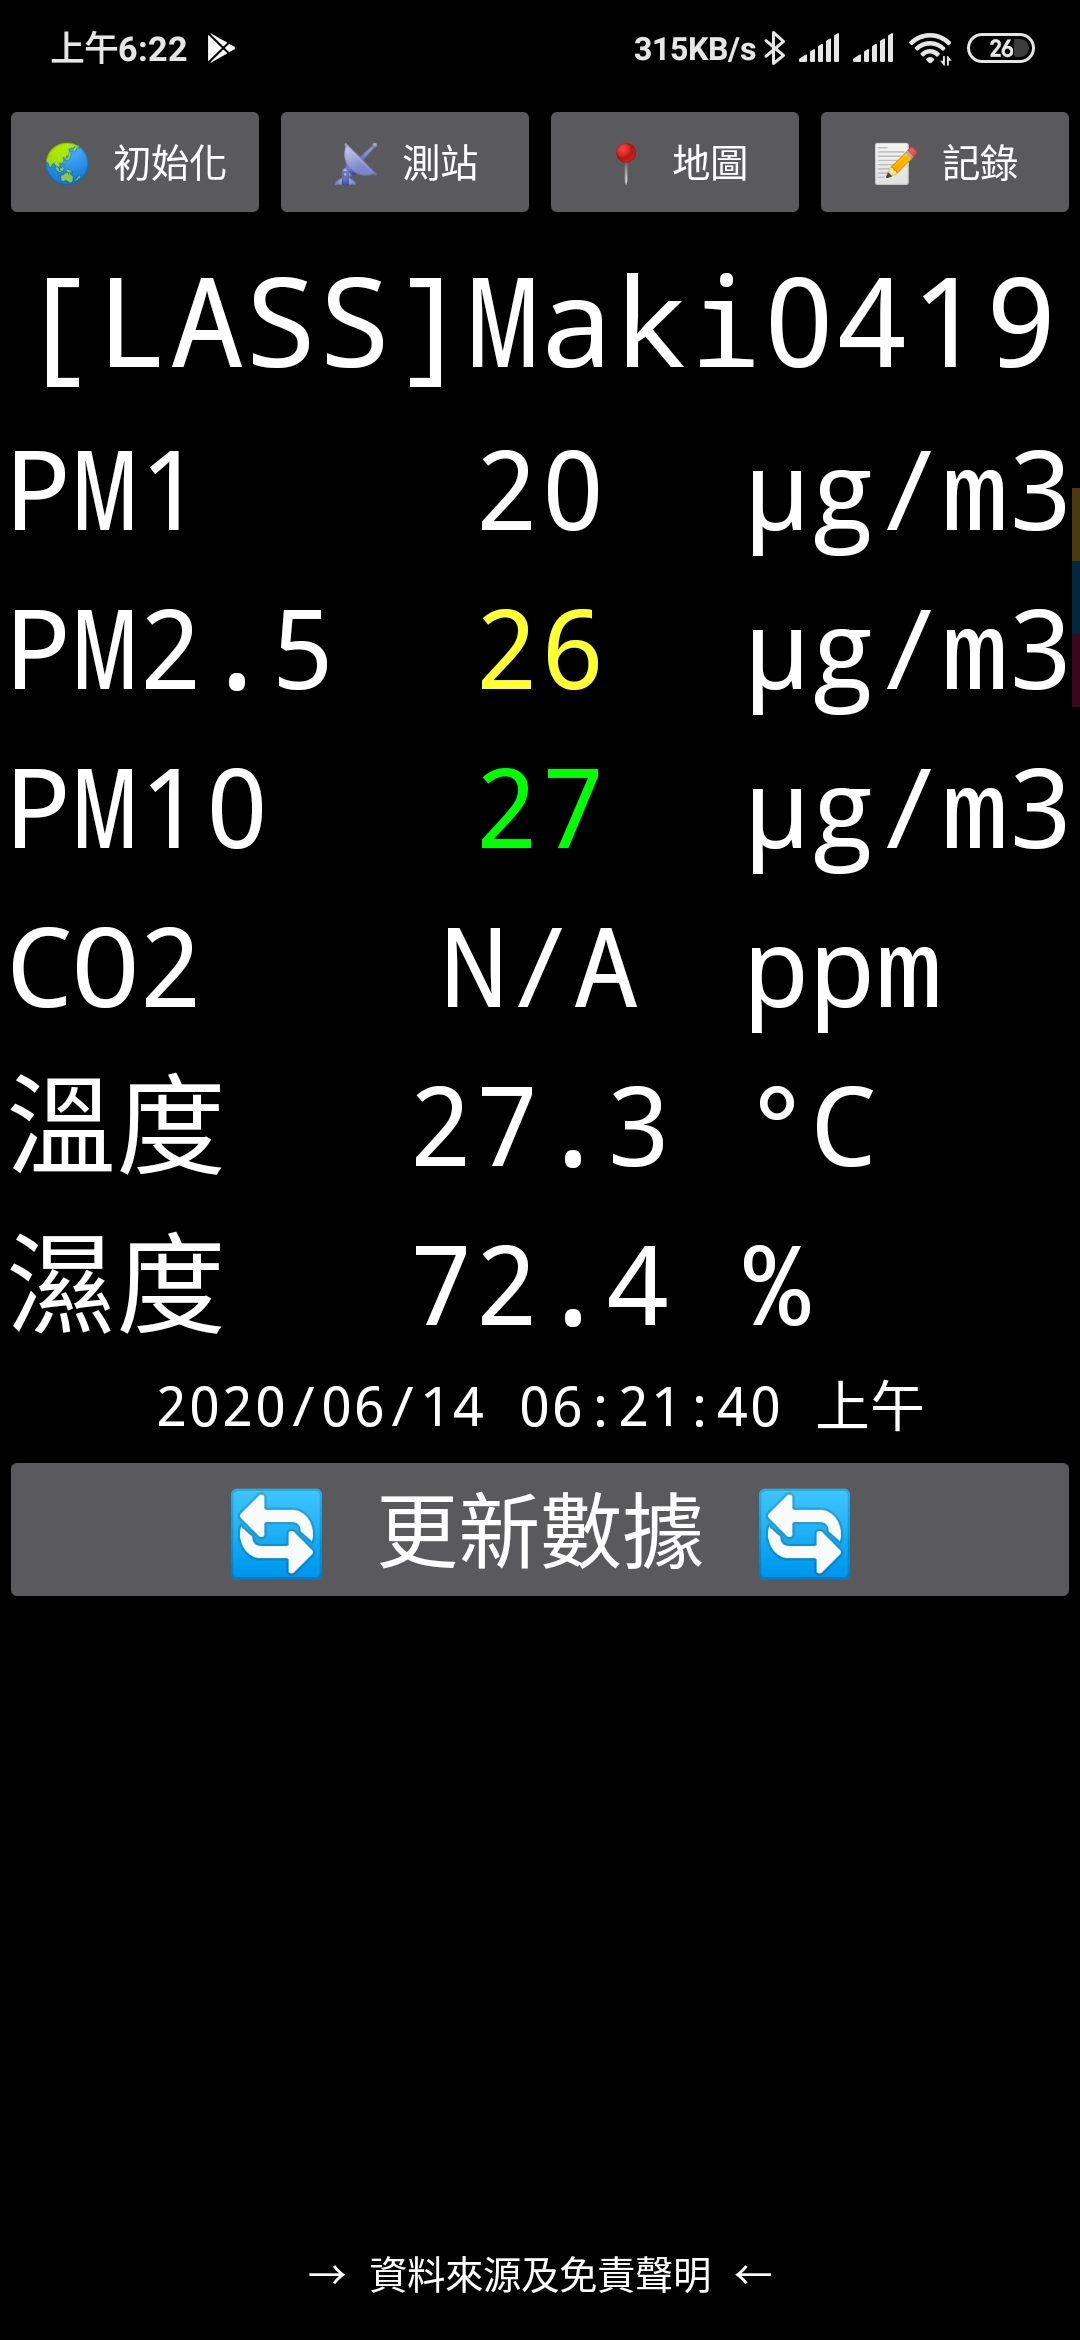 上午6:22 315KB/s 26
初始化 測站 地圖 記錄
[LASS]Maki0419
PM1 20 μg/m3
PM2.5 26 μg/m3
PM10 27 μg/m3
CO2 N/A ppm
溫度 27.3 °C
濕度 72.4 %
2020/06/14 06:21:40 上午
更新數據
→ 資料來源及免責聲明 ←